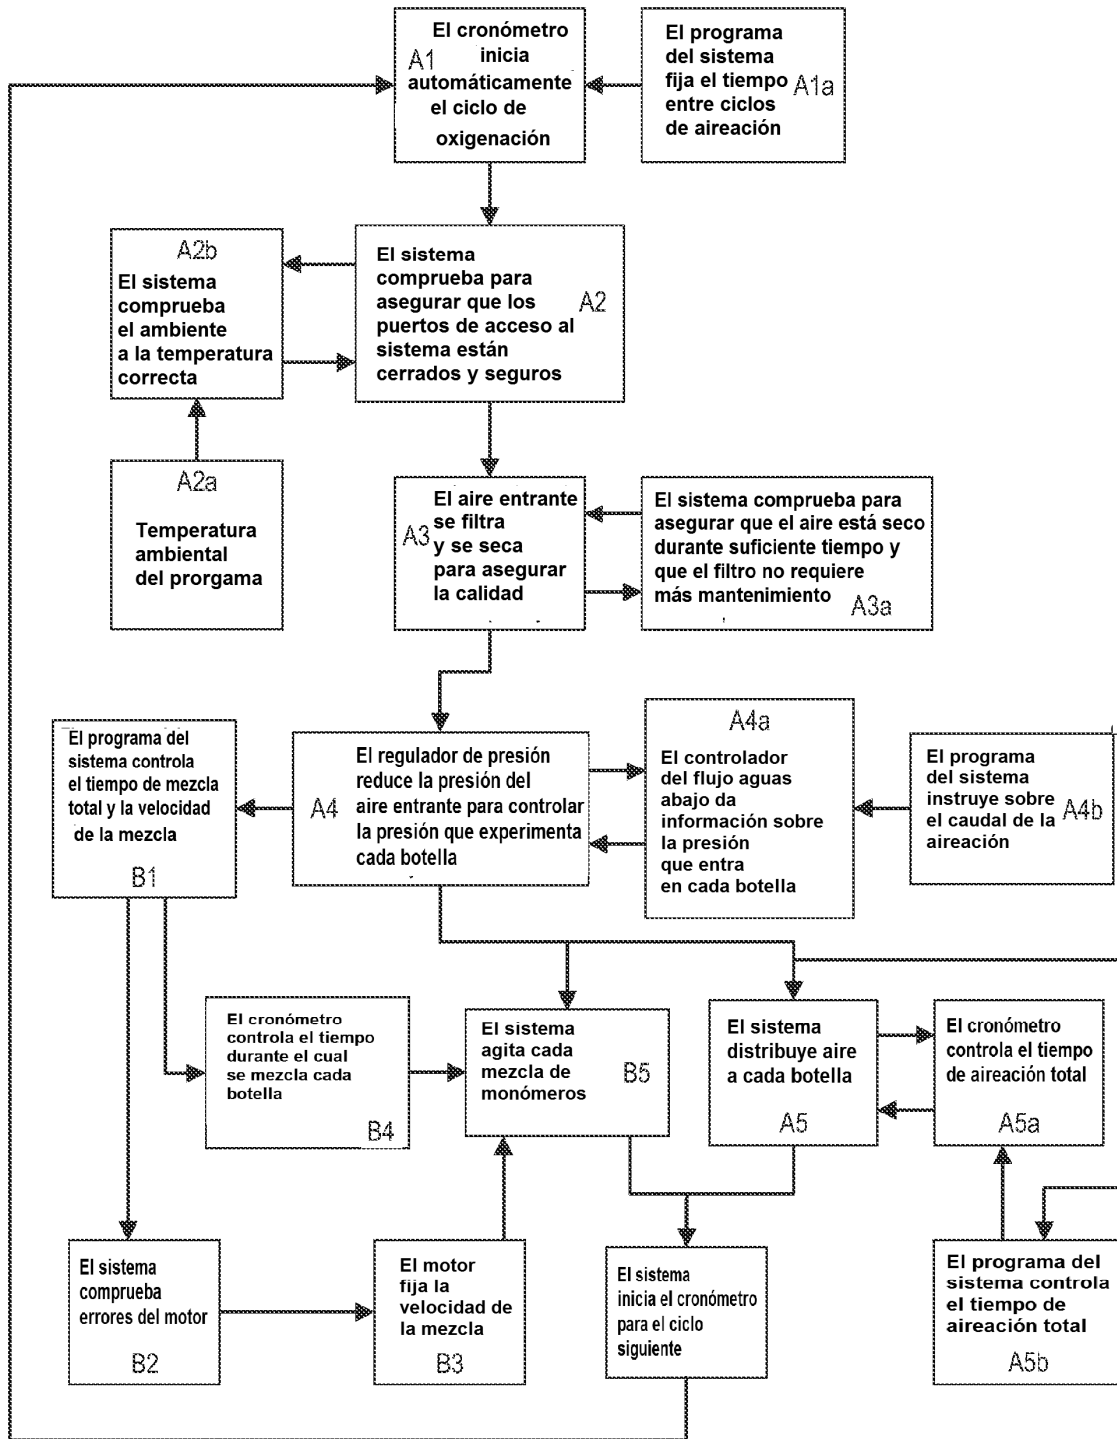 El cronómetro
inicia
A1
automáticamente
el ciclo de
oxigenación
El programa
del sistema
fija el tiempo
entre ciclos
de aireación
A1a
A2b
El sistema
comprueba
el ambiente
a la temperatura
correcta
El sistema
comprueba para
asegurar que los
puertos de acceso al
sistema están
cerrados y seguros
A2
A2a
Temperatura
ambiental
del prorgama
El aire entrante
se filtra
y se seca
para asegurar
la calidad
A3
El sistema comprueba para
asegurar que el aire está seco
durante suficiente tiempo y
que el filtro no requiere
más mantenimiento
A3a
El programa del
sistema controla
el tiempo de mezcla
total y la velocidad
de la mezcla
B1
A4
El regulador de presión
reduce la presión del
aire entrante para controlar
la presión que experimenta
cada botella
A4a
El controlador
del flujo aguas
abajo da
información sobre
la presión
que entra
en cada botella
El programa
del sistema
instruye sobre
el caudal de la
aireación
A4b
El cronómetro
controla el tiempo
durante el cual
se mezcla cada
botella
B4
El sistema
agita cada
mezcla de
monómeros
B5
El sistema
distribuye aire
a cada botella
A5
El cronómetro
controla el tiempo
de aireación total
A5a
El sistema
comprueba
errores del motor
B2
El motor
fija la
velocidad de
la mezcla
B3
El sistema
inicia el cronómetro
para el ciclo
siguiente
El programa del
sistema controla
el tiempo de
aireación total
A5b